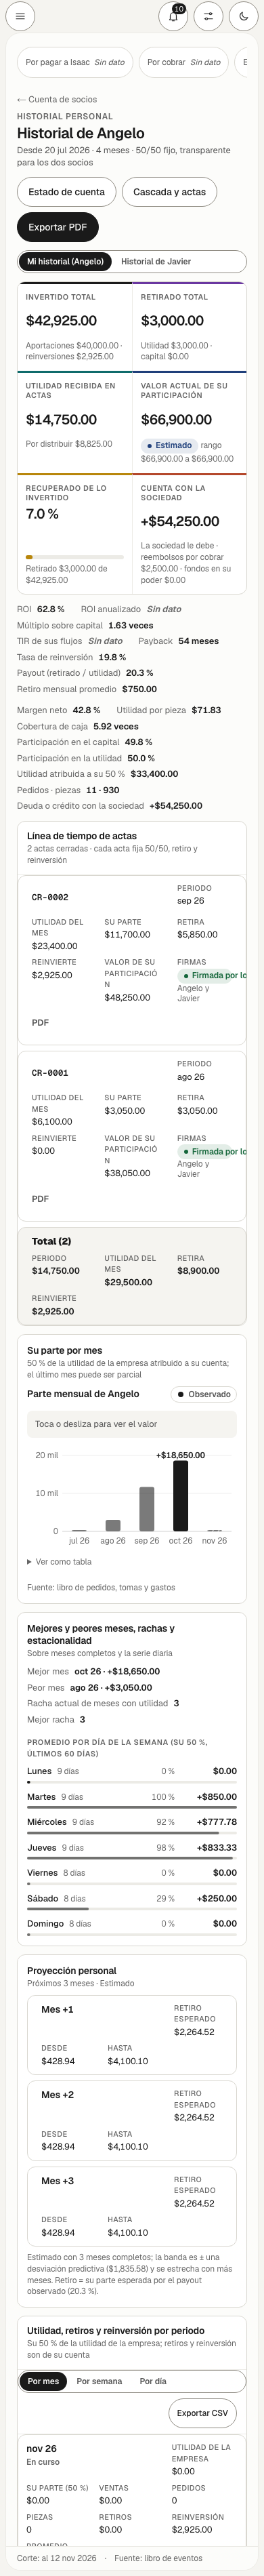 10
Por pagar a Isaac Sin dato
Por cobrar Sin dato
← Cuenta de socios
HISTORIAL PERSONAL
Historial de Angelo
Desde 20 jul 2026 · 4 meses · 50/50 fijo, transparente
para los dos socios
Estado de cuenta
Cascada y actas
Exportar PDF
Mi historial (Angelo)
Historial de Javier
INVERTIDO TOTAL
$42,925.00
Aportaciones $40,000.00 ·
reinversiones $2,925.00
RETIRADO TOTAL
$3,000.00
Utilidad $3,000.00 ·
capital $0.00
UTILIDAD RECIBIDA EN
ACTAS
$14,750.00
Por distribuir $8,825.00
VALOR ACTUAL DE SU
PARTICIPACIÓN
$66,900.00
Estimado rango
$66,900.00 a $66,900.00
RECUPERADO DE LO
INVERTIDO
7.0 %
Retirado $3,000.00 de
$42,925.00
CUENTA CON LA
SOCIEDAD
+$54,250.00
La sociedad le debe ·
reembolsos por cobrar
$2,500.00 · fondos en su
poder $0.00
ROI 62.8 % ROI anualizado Sin dato
Múltiplo sobre capital 1.63 veces
TIR de sus flujos Sin dato Payback 54 meses
Tasa de reinversión 19.8 %
Payout (retirado / utilidad) 20.3 %
Retiro mensual promedio $750.00
Margen neto 42.8 % Utilidad por pieza $71.83
Cobertura de caja 5.92 veces
Participación en el capital 49.8 %
Participación en la utilidad 50.0 %
Utilidad atribuida a su 50 % $33,400.00
Pedidos · piezas 11 · 930
Deuda o crédito con la sociedad +$54,250.00
Línea de tiempo de actas
2 actas cerradas · cada acta fija 50/50, retiro y
reinversión
CR-0002
PERIODO
sep 26
UTILIDAD DEL
MES
$23,400.00
SU PARTE
$11,700.00
RETIRA
$5,850.00
REINVIERTE
$2,925.00
VALOR DE SU
PARTICIPACIÓ
N
$48,250.00
FIRMAS
Firmada por lo
Angelo y
Javier
PDF
CR-0001
PERIODO
ago 26
UTILIDAD DEL
MES
$6,100.00
SU PARTE
$3,050.00
RETIRA
$3,050.00
REINVIERTE
$0.00
VALOR DE SU
PARTICIPACIÓ
N
$38,050.00
FIRMAS
Firmada por lo
Angelo y
Javier
PDF
Total (2)
PERIODO
$14,750.00
UTILIDAD DEL
MES
$29,500.00
RETIRA
$8,900.00
REINVIERTE
$2,925.00
Su parte por mes
50 % de la utilidad de la empresa atribuido a su cuenta;
el último mes puede ser parcial
Parte mensual de Angelo
Observado
Toca o desliza para ver el valor
20 mil
10 mil
0
+$18,650.00
jul 26 ago 26 sep 26 oct 26 nov 26
▶ Ver como tabla
Fuente: libro de pedidos, tomas y gastos
Mejores y peores meses, rachas y
estacionalidad
Sobre meses completos y la serie diaria
Mejor mes oct 26 · +$18,650.00
Peor mes ago 26 · +$3,050.00
Racha actual de meses con utilidad 3
Mejor racha 3
PROMEDIO POR DÍA DE LA SEMANA (SU 50 %,
ÚLTIMOS 60 DÍAS)
Lunes 9 días 0 % $0.00
Martes 9 días 100 % +$850.00
Miércoles 9 días 92 % +$777.78
Jueves 9 días 98 % +$833.33
Viernes 8 días 0 % $0.00
Sábado 8 días 29 % +$250.00
Domingo 8 días 0 % $0.00
Proyección personal
Próximos 3 meses · Estimado
Mes +1
RETIRO
ESPERADO
$2,264.52
DESDE
$428.94
HASTA
$4,100.10
Mes +2
RETIRO
ESPERADO
$2,264.52
DESDE
$428.94
HASTA
$4,100.10
Mes +3
RETIRO
ESPERADO
$2,264.52
DESDE
$428.94
HASTA
$4,100.10
Estimado con 3 meses completos; la banda es ± una
desviación predictiva ($1,835.58) y se estrecha con más
meses. Retiro = su parte esperada por el payout
observado (20.3 %).
Utilidad, retiros y reinversión por periodo
Su 50 % de la utilidad de la empresa; retiros y reinversión
son de su cuenta
Por mes
Por semana
Por día
Exportar CSV
nov 26
En curso
UTILIDAD DE LA
EMPRESA
$0.00
SU PARTE (50 %)
$0.00
VENTAS
$0.00
PEDIDOS
0
PIEZAS
0
RETIROS
$0.00
REINVERSIÓN
$2,925.00
Corte: al 12 nov 2026 · Fuente: libro de eventos